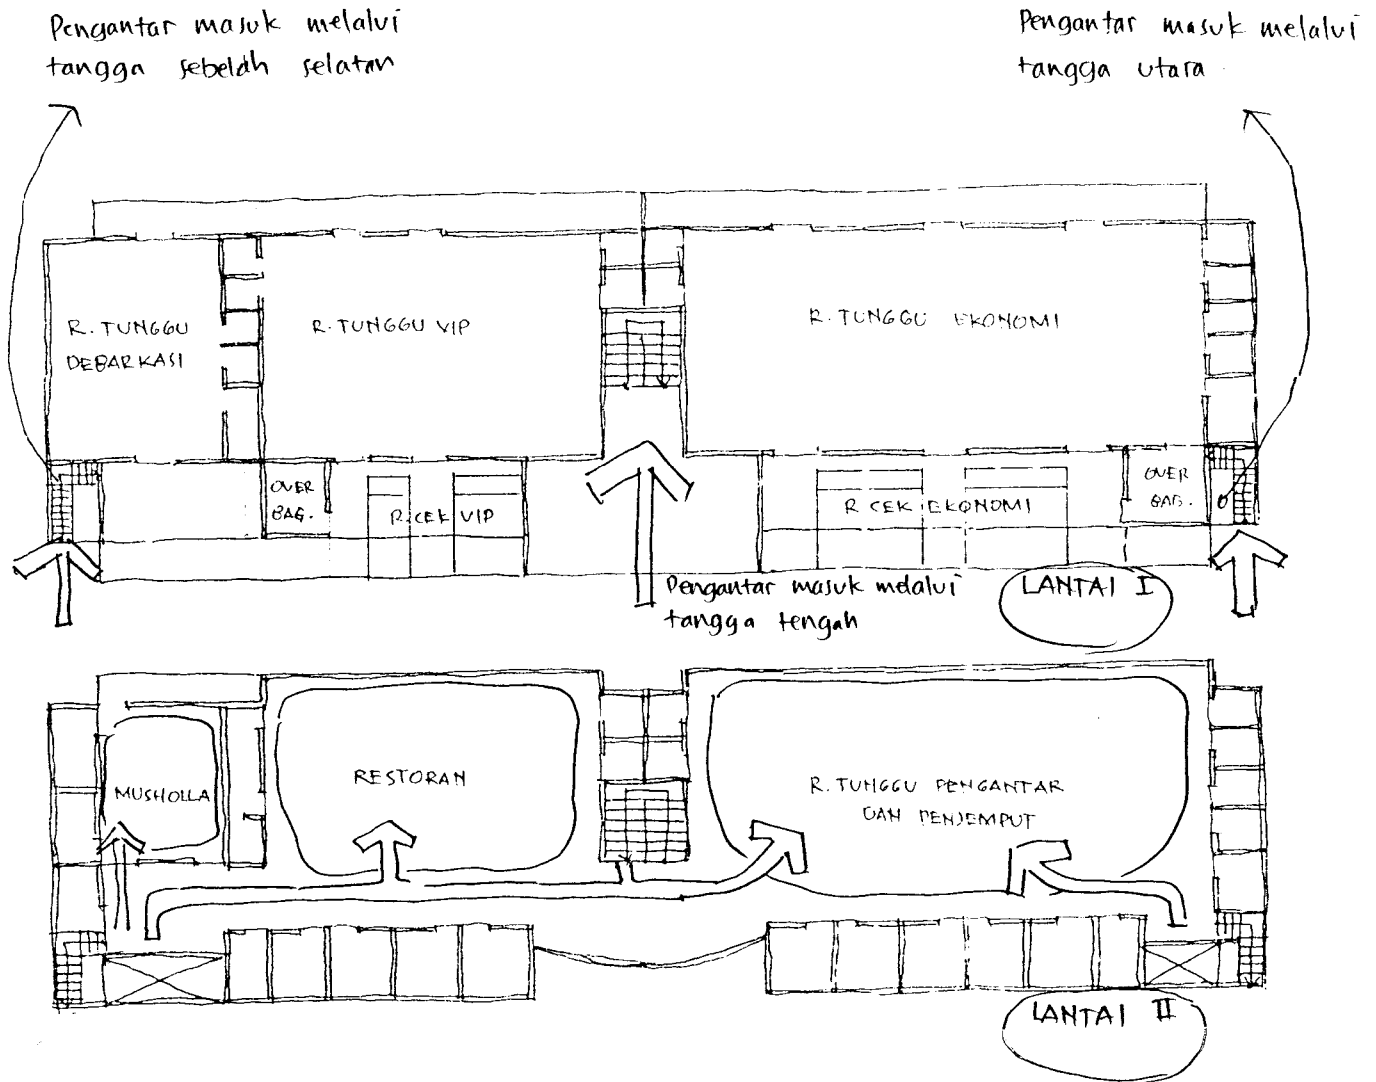 Pengantar masuk melalui
tangga sebelah selatan
Pengantar masuk melalui
tangga utara
R. TUNGGU
DEBARKASI
R. TUNGGU VIP
R. TUNGGU EKONOMI
OVER
BAG.
R CEK VIP
R CEK EKONOMI
OVER
BAG.
Pengantar masuk melalui
tangga tengah
LANTAI I
MUSHOLLA
RESTORAN
R. TUNGGU PENGANTAR
DAN PENJEMPUT
LANTAI II